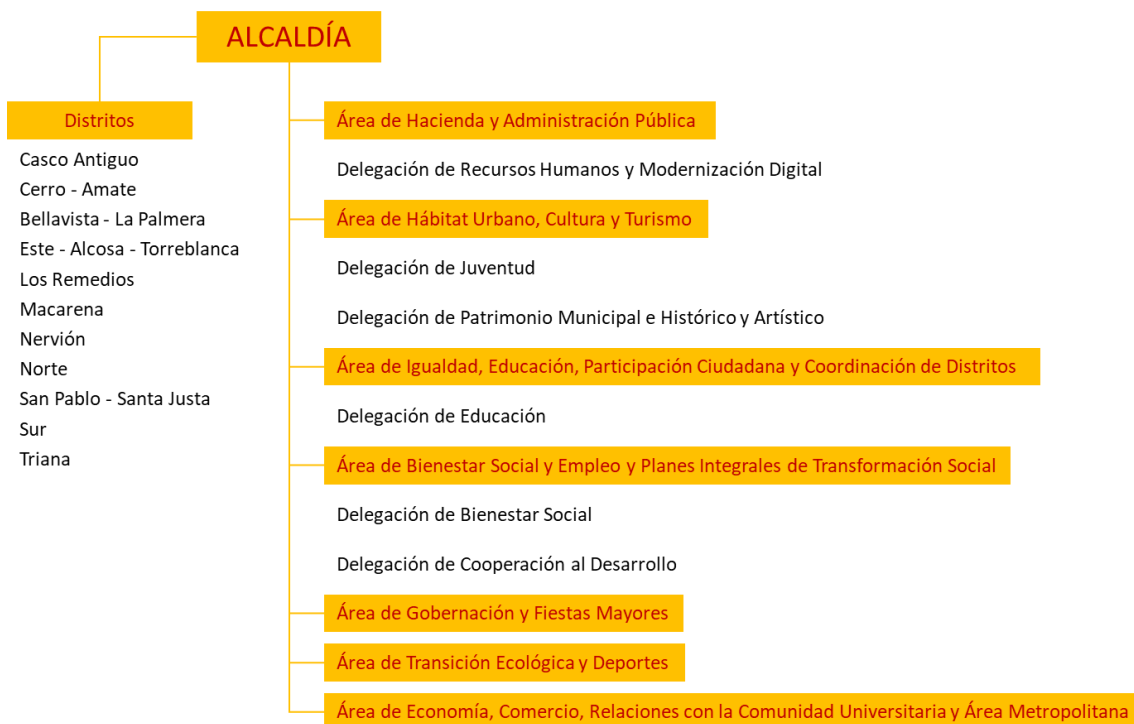 ALCALDÍA
Distritos
Casco Antiguo
Cerro - Amate
Bellavista - La Palmera
Este - Alcosa - Torreblanca
Los Remedios
Macarena
Nervión
Norte
San Pablo - Santa Justa
Sur
Triana
Área de Hacienda y Administración Pública
Delegación de Recursos Humanos y Modernización Digital
Área de Hábitat Urbano, Cultura y Turismo
Delegación de Juventud
Delegación de Patrimonio Municipal e Histórico y Artístico
Área de Igualdad, Educación, Participación Ciudadana y Coordinación de Distritos
Delegación de Educación
Área de Bienestar Social y Empleo y Planes Integrales de Transformación Social
Delegación de Bienestar Social
Delegación de Cooperación al Desarrollo
Área de Gobernación y Fiestas Mayores
Área de Transición Ecológica y Deportes
Área de Economía, Comercio, Relaciones con la Comunidad Universitaria y Área Metropolitana